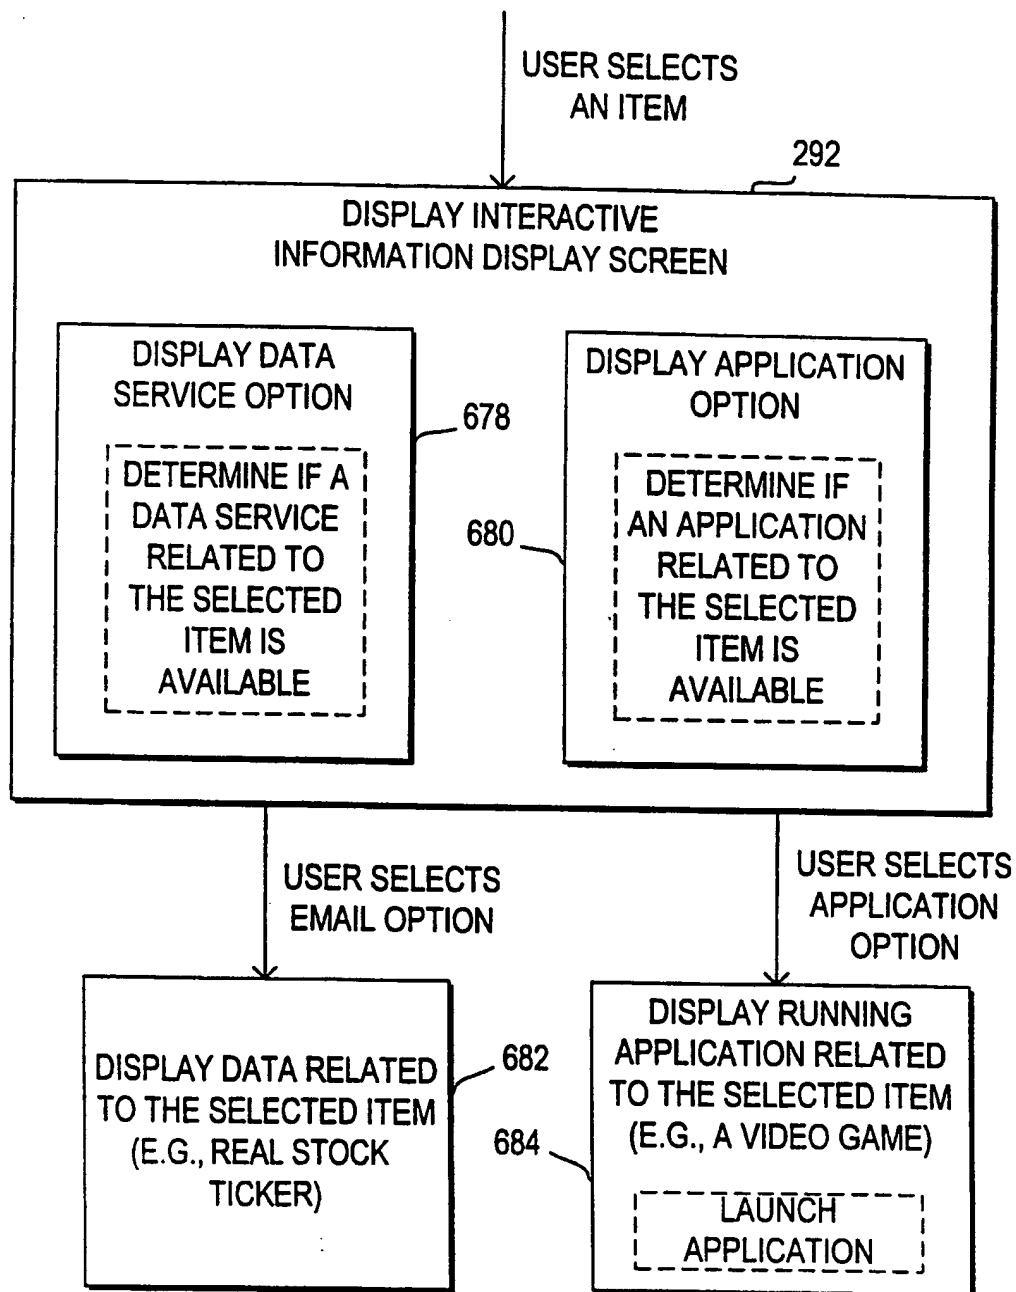 USER SELECTS
AN ITEM
292
DISPLAY INTERACTIVE
INFORMATION DISPLAY SCREEN
DISPLAY DATA
SERVICE OPTION
678
DETERMINE IF A
DATA SERVICE
RELATED TO
THE SELECTED
ITEM IS
AVAILABLE
DISPLAY APPLICATION
OPTION
680
DETERMINE IF
AN APPLICATION
RELATED TO
THE SELECTED
ITEM IS
AVAILABLE
USER SELECTS
EMAIL OPTION
USER SELECTS
APPLICATION
OPTION
DISPLAY DATA RELATED
TO THE SELECTED ITEM
(E.G., REAL STOCK
TICKER)
682
DISPLAY RUNNING
APPLICATION RELATED
TO THE SELECTED ITEM
(E.G., A VIDEO GAME)
684
LAUNCH
APPLICATION